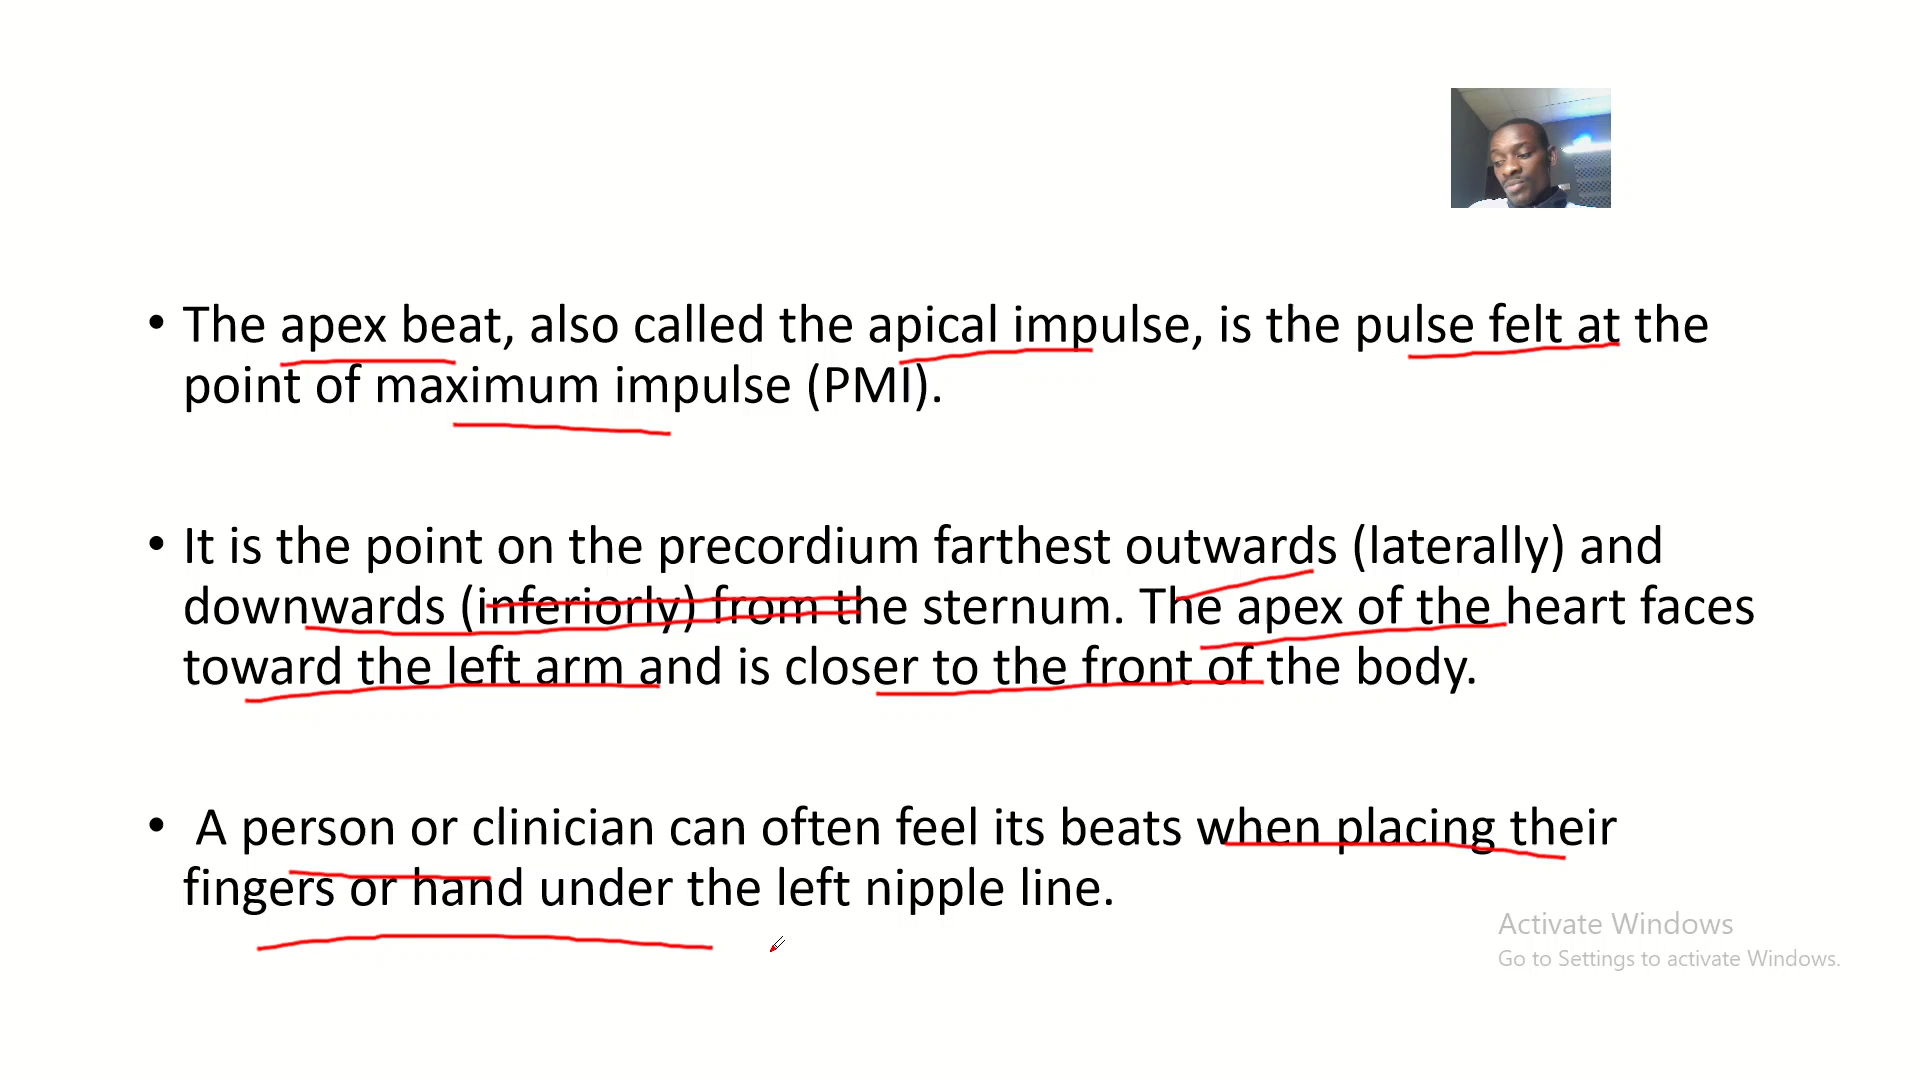 • The apex beat, also called the apical impulse, is the pulse felt at the
point of maximum impulse (PMI).
• It is the point on the precordium farthest outwards (laterally) and
downwards (inferiorly) from the sternum. The apex of the heart faces
toward the left arm and is closer to the front of the body.
• A person or clinician can often feel its beats when placing their
fingers or hand under the left nipple line.
Activate Windows
Go to Settings to activate Windows.